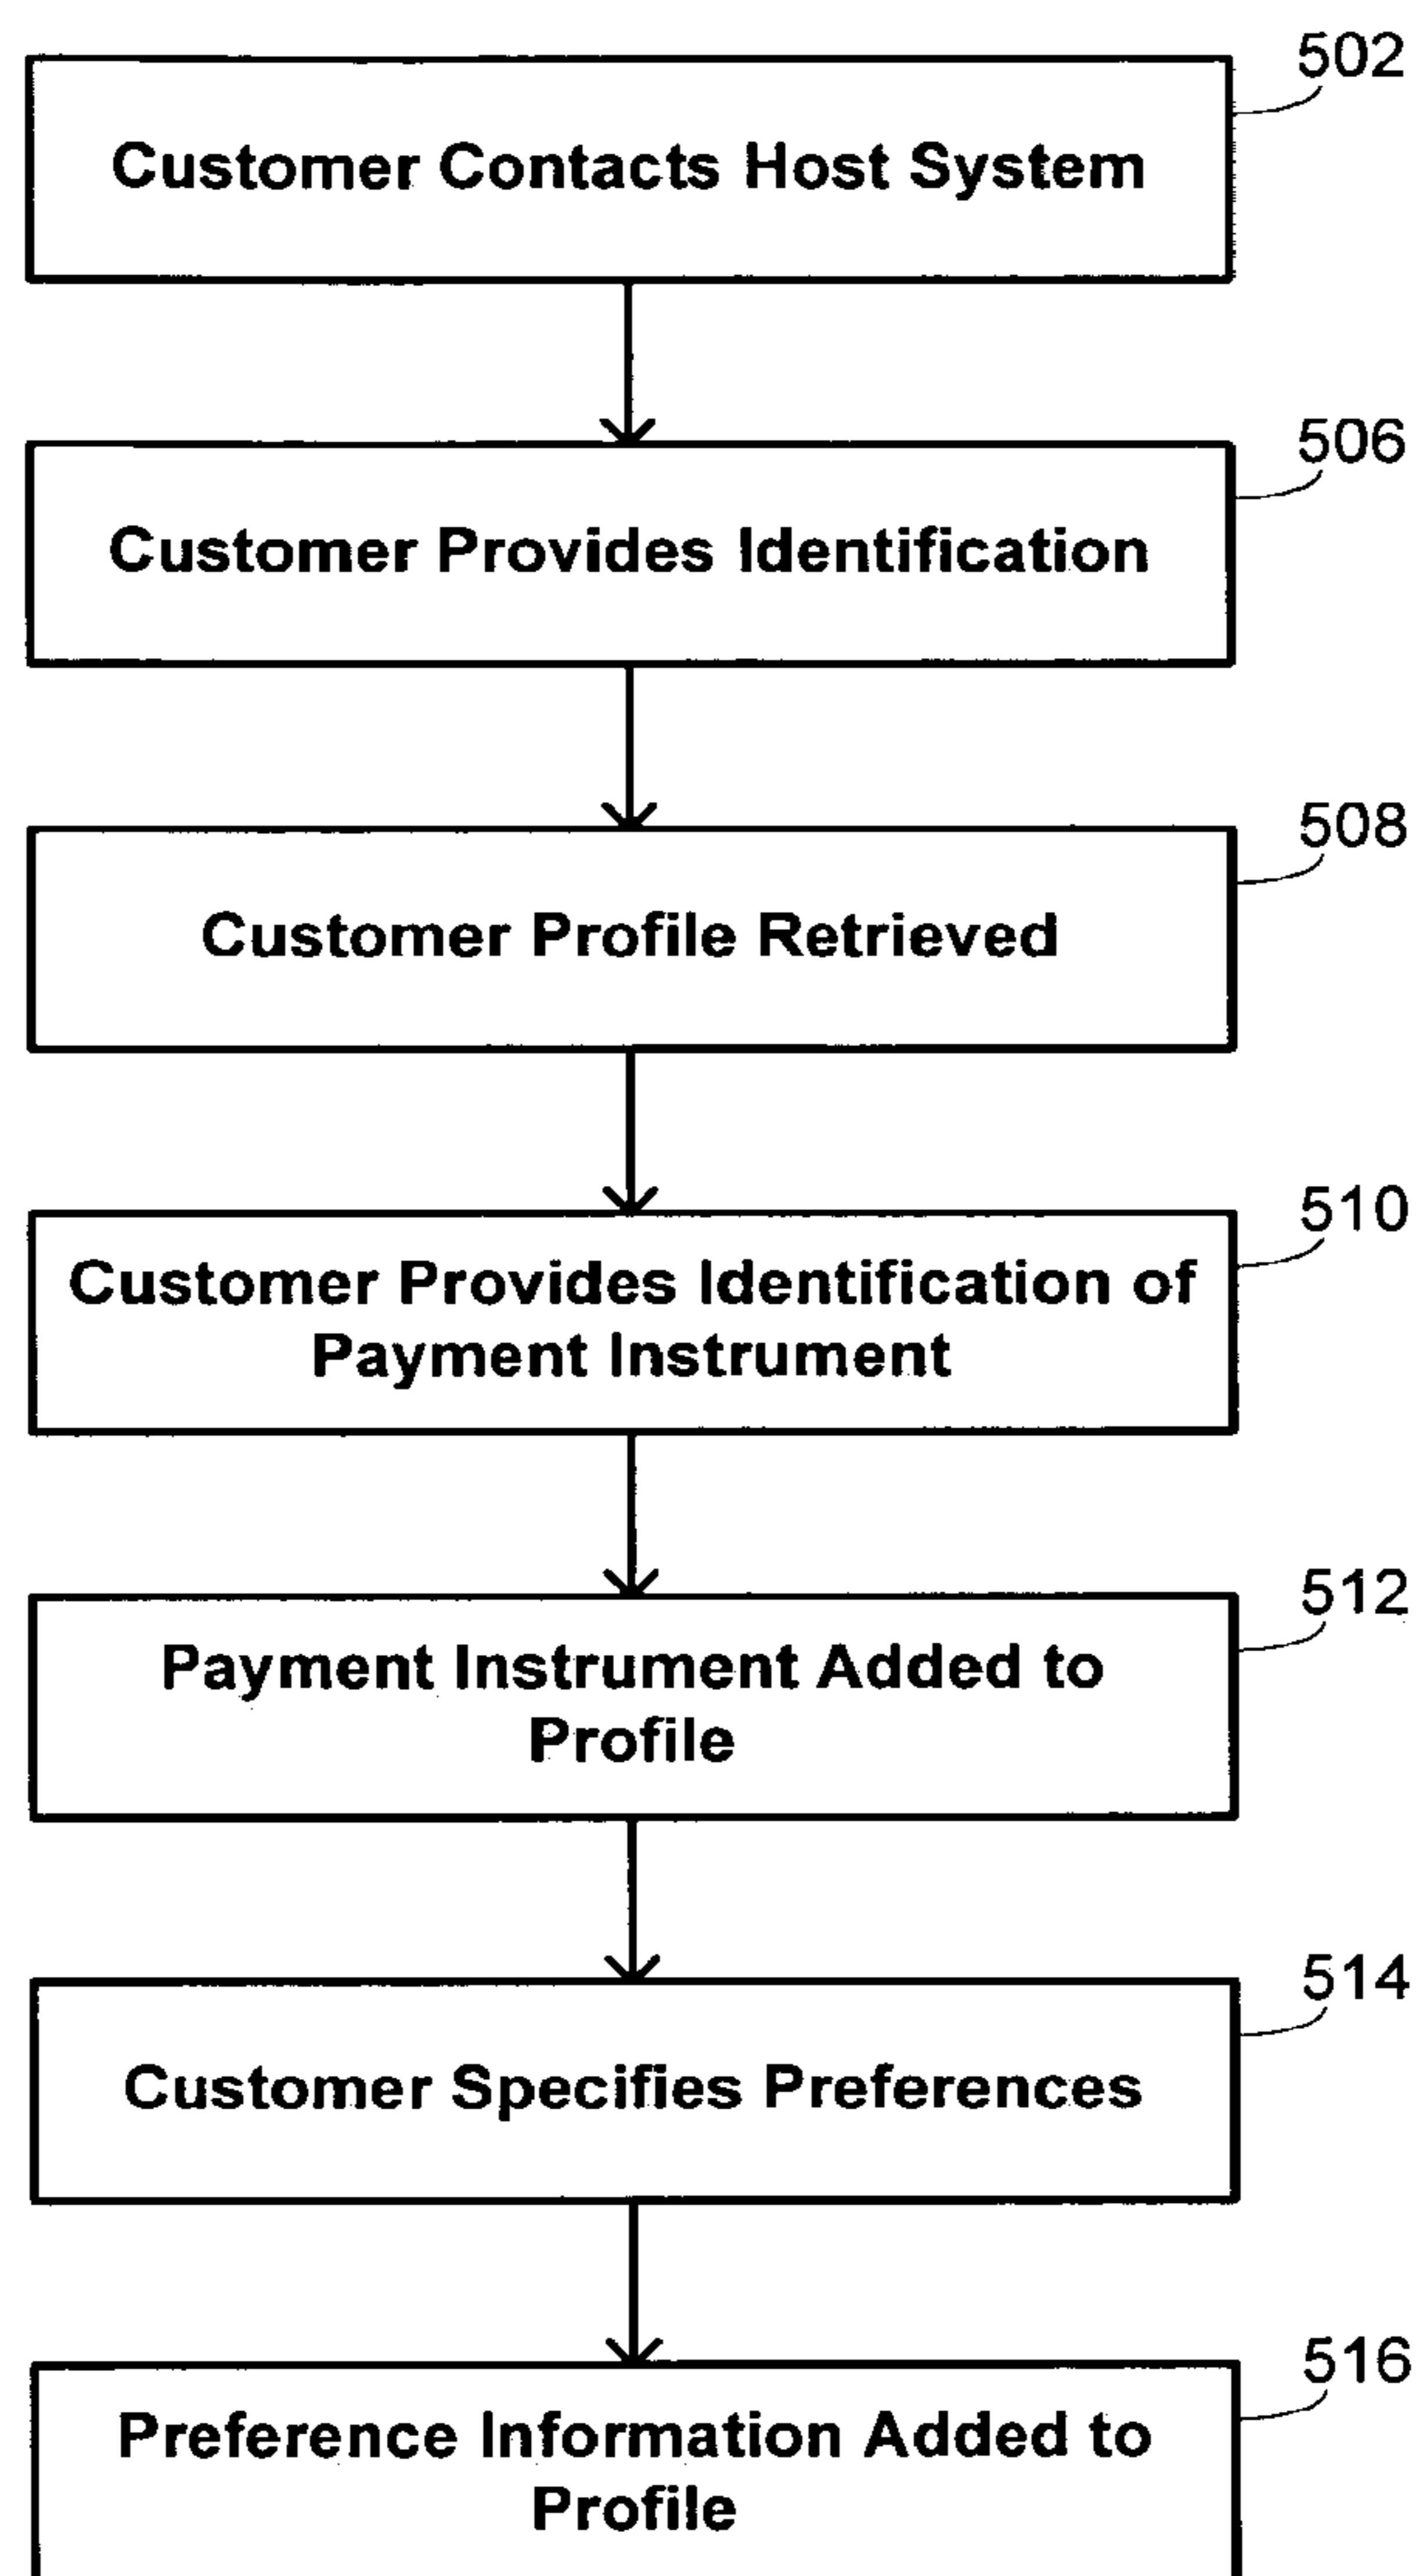 502
Customer Contacts Host System
506
Customer Provides Identification
508
Customer Profile Retrieved
510
Customer Provides Identification of
Payment Instrument
512
Payment Instrument Added to
Profile
514
Customer Specifies Preferences
516
Preference Information Added to
Profile